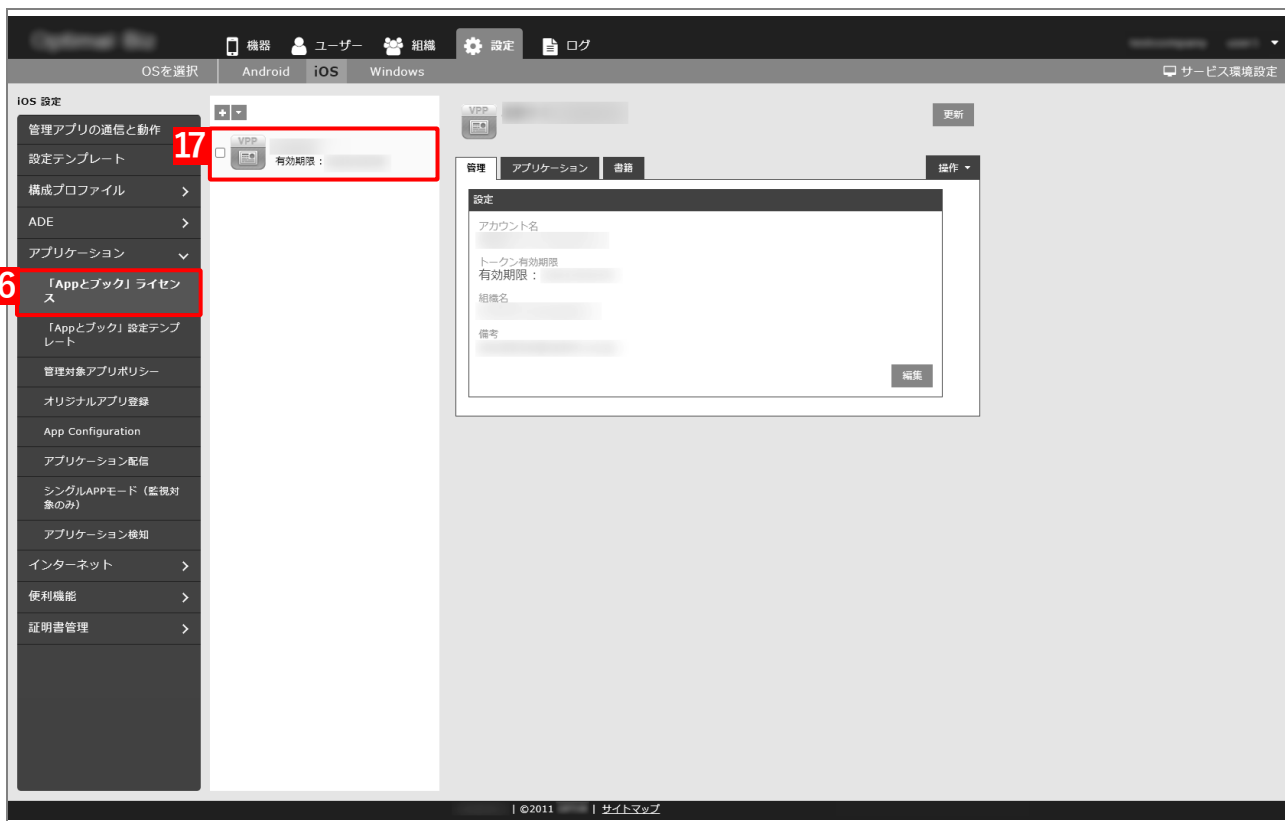 機器 ユーザー 組織 設定 ログ
OSを選択 Android iOS Windows サービス環境設定
iOS 設定
管理アプリの通信と動作
設定テンプレート
構成プロファイル
ADE
アプリケーション
6
「Appとブック」ライセン
ス
「Appとブック」設定テンプ
レート
管理対象アプリポリシー
オリジナルアプリ登録
App Configuration
アプリケーション配信
シングルAPPモード（監視対
象のみ）
アプリケーション検知
インターネット
便利機能
証明書管理
17
VPP
有効期限：
VPP
更新
管理 アプリケーション 書籍 操作
設定
アカウント名
トークン有効期限
有効期限：
組織名
備考
編集
| ©2011 | サイトマップ